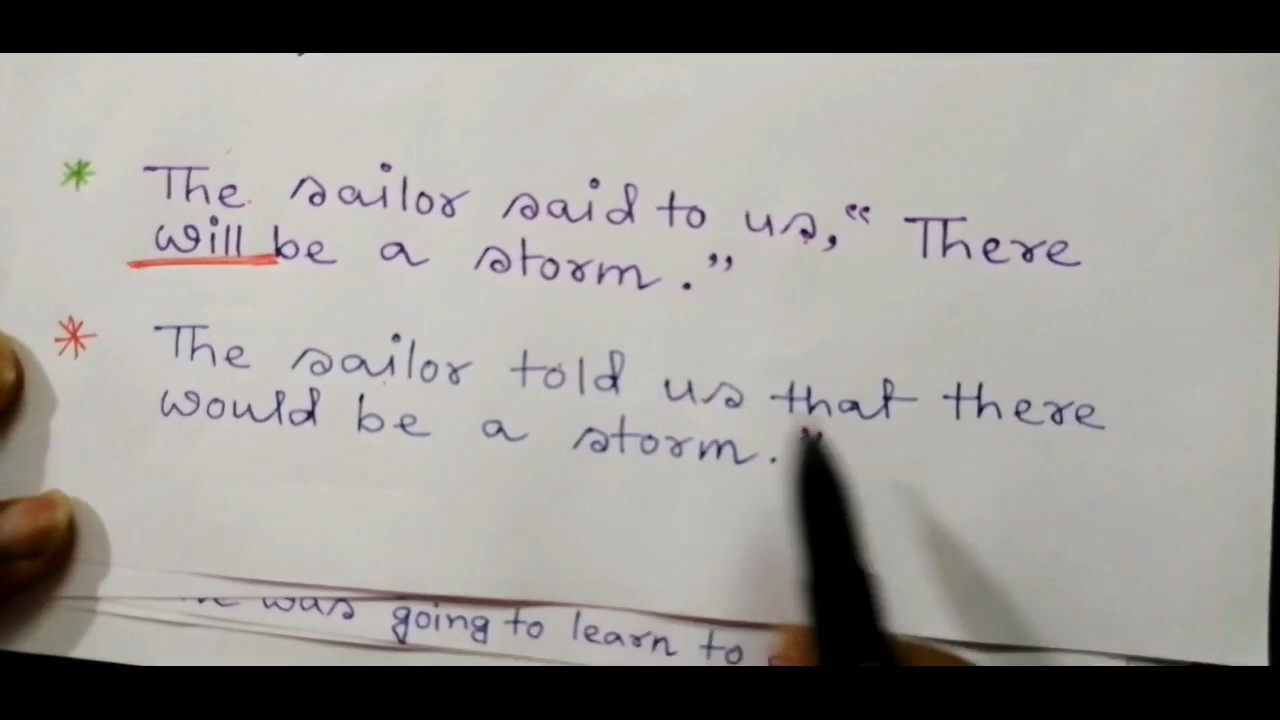 The sailor said to us, “ There
will be a storm.”
The sailor told us that there
would be a storm.
was going to learn to